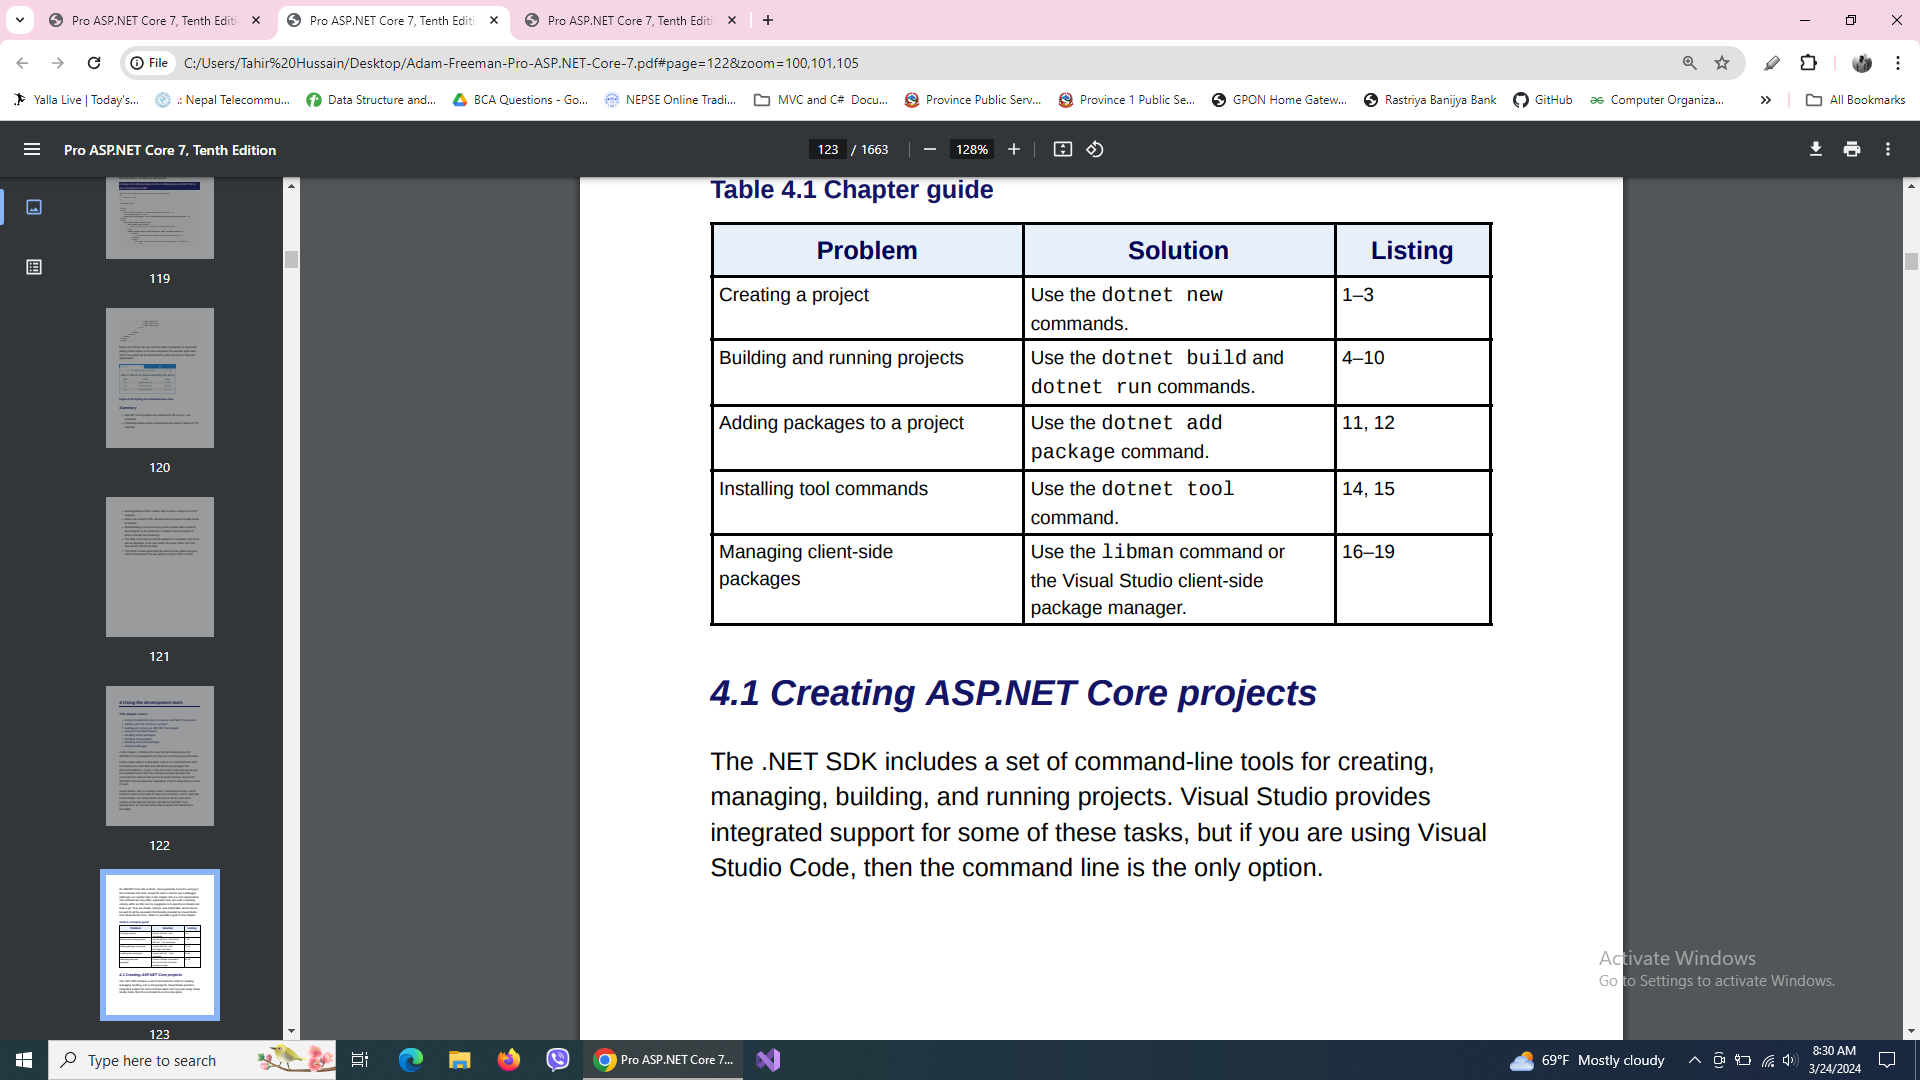 Pro ASP.NET Core 7, Tenth Editi
Pro ASP.NET Core 7, Tenth Editi
Pro ASP.NET Core 7, Tenth Editi
File
C:/Users/Tahir%20Hussain/Desktop/Adam-Freeman-Pro-ASP.NET-Core-7.pdf#page=122&zoom=100,101,105
Yalla Live | Today's...
.: Nepal Telecommu...
Data Structure and...
BCA Questions - Go...
NEPSE Online Tradi...
MVC and C# Docu...
Province Public Serv...
Province 1 Public Se...
GPON Home Gatew...
Rastriya Banijya Bank
GitHub
Computer Organiza...
All Bookmarks
Pro ASP.NET Core 7, Tenth Edition
123 / 1663
128%
119
120
Summary
121
4 Using the development tools
122
123
Table 4.1 Chapter guide
Problem Solution Listing
Creating a project
Use the dotnet new
commands.
1–3
Building and running projects
Use the dotnet build and
dotnet run commands.
4–10
Adding packages to a project
Use the dotnet add
package command.
11, 12
Installing tool commands
Use the dotnet tool
command.
14, 15
Managing client-side
packages
Use the libman command or
the Visual Studio client-side
package manager.
16–19
4.1 Creating ASP.NET Core projects
The .NET SDK includes a set of command-line tools for creating,
managing, building, and running projects. Visual Studio provides
integrated support for some of these tasks, but if you are using Visual
Studio Code, then the command line is the only option.
Activate Windows
Go to Settings to activate Windows.
Type here to search
Pro ASP.NET Core 7...
69°F Mostly cloudy
8:30 AM
3/24/2024